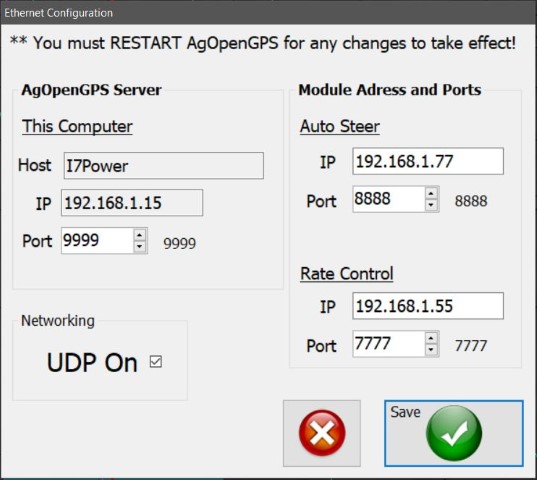 Ethernet Configuration
** You must RESTART AgOpenGPS for any changes to take effect!
AgOpenGPS Server
This Computer
Host I7Power
IP 192.168.1.15
Port 9999 9999
Networking
UDP On
Module Adress and Ports
Auto Steer
IP 192.168.1.77
Port 8888 8888
Rate Control
IP 192.168.1.55
Port 7777 7777
Save